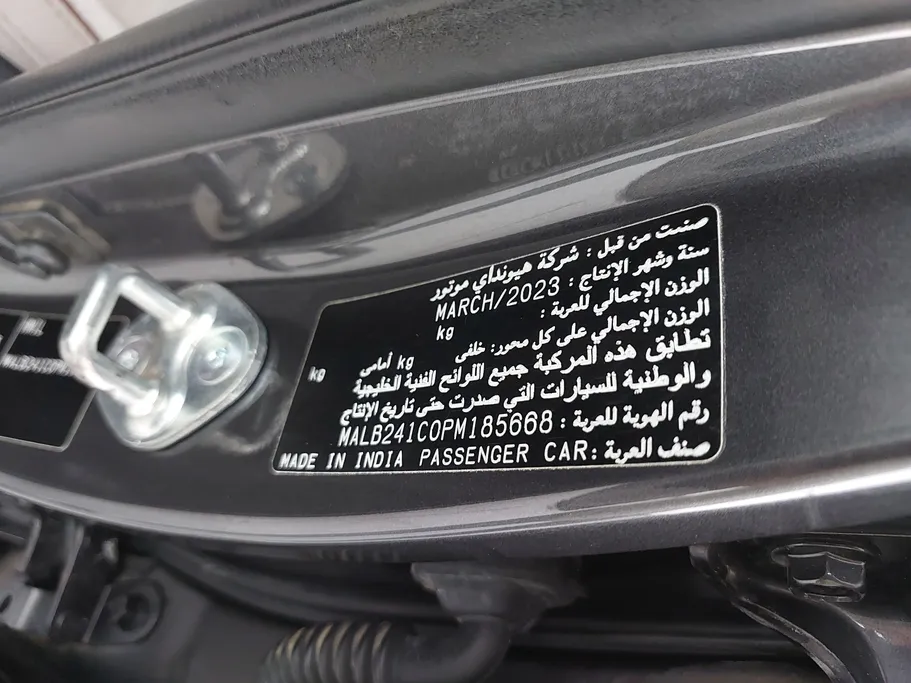 صنعت من قبل : شركة هيونداي موتور
سنة وشهر الإنتاج : MARCH/2023
الوزن الإجمالي للعربة : kg
الوزن الإجمالي على كل محور: خلفى kg أمامى kg
تطابق هذه المركبة جميع اللوائح الفنية الخليجية
والوطنية للسيارات التي صدرت حتى تاريخ الإنتاج
رقم الهوية للعربة : MALB241C0PM185668
صنف العربة : MADE IN INDIA PASSENGER CAR